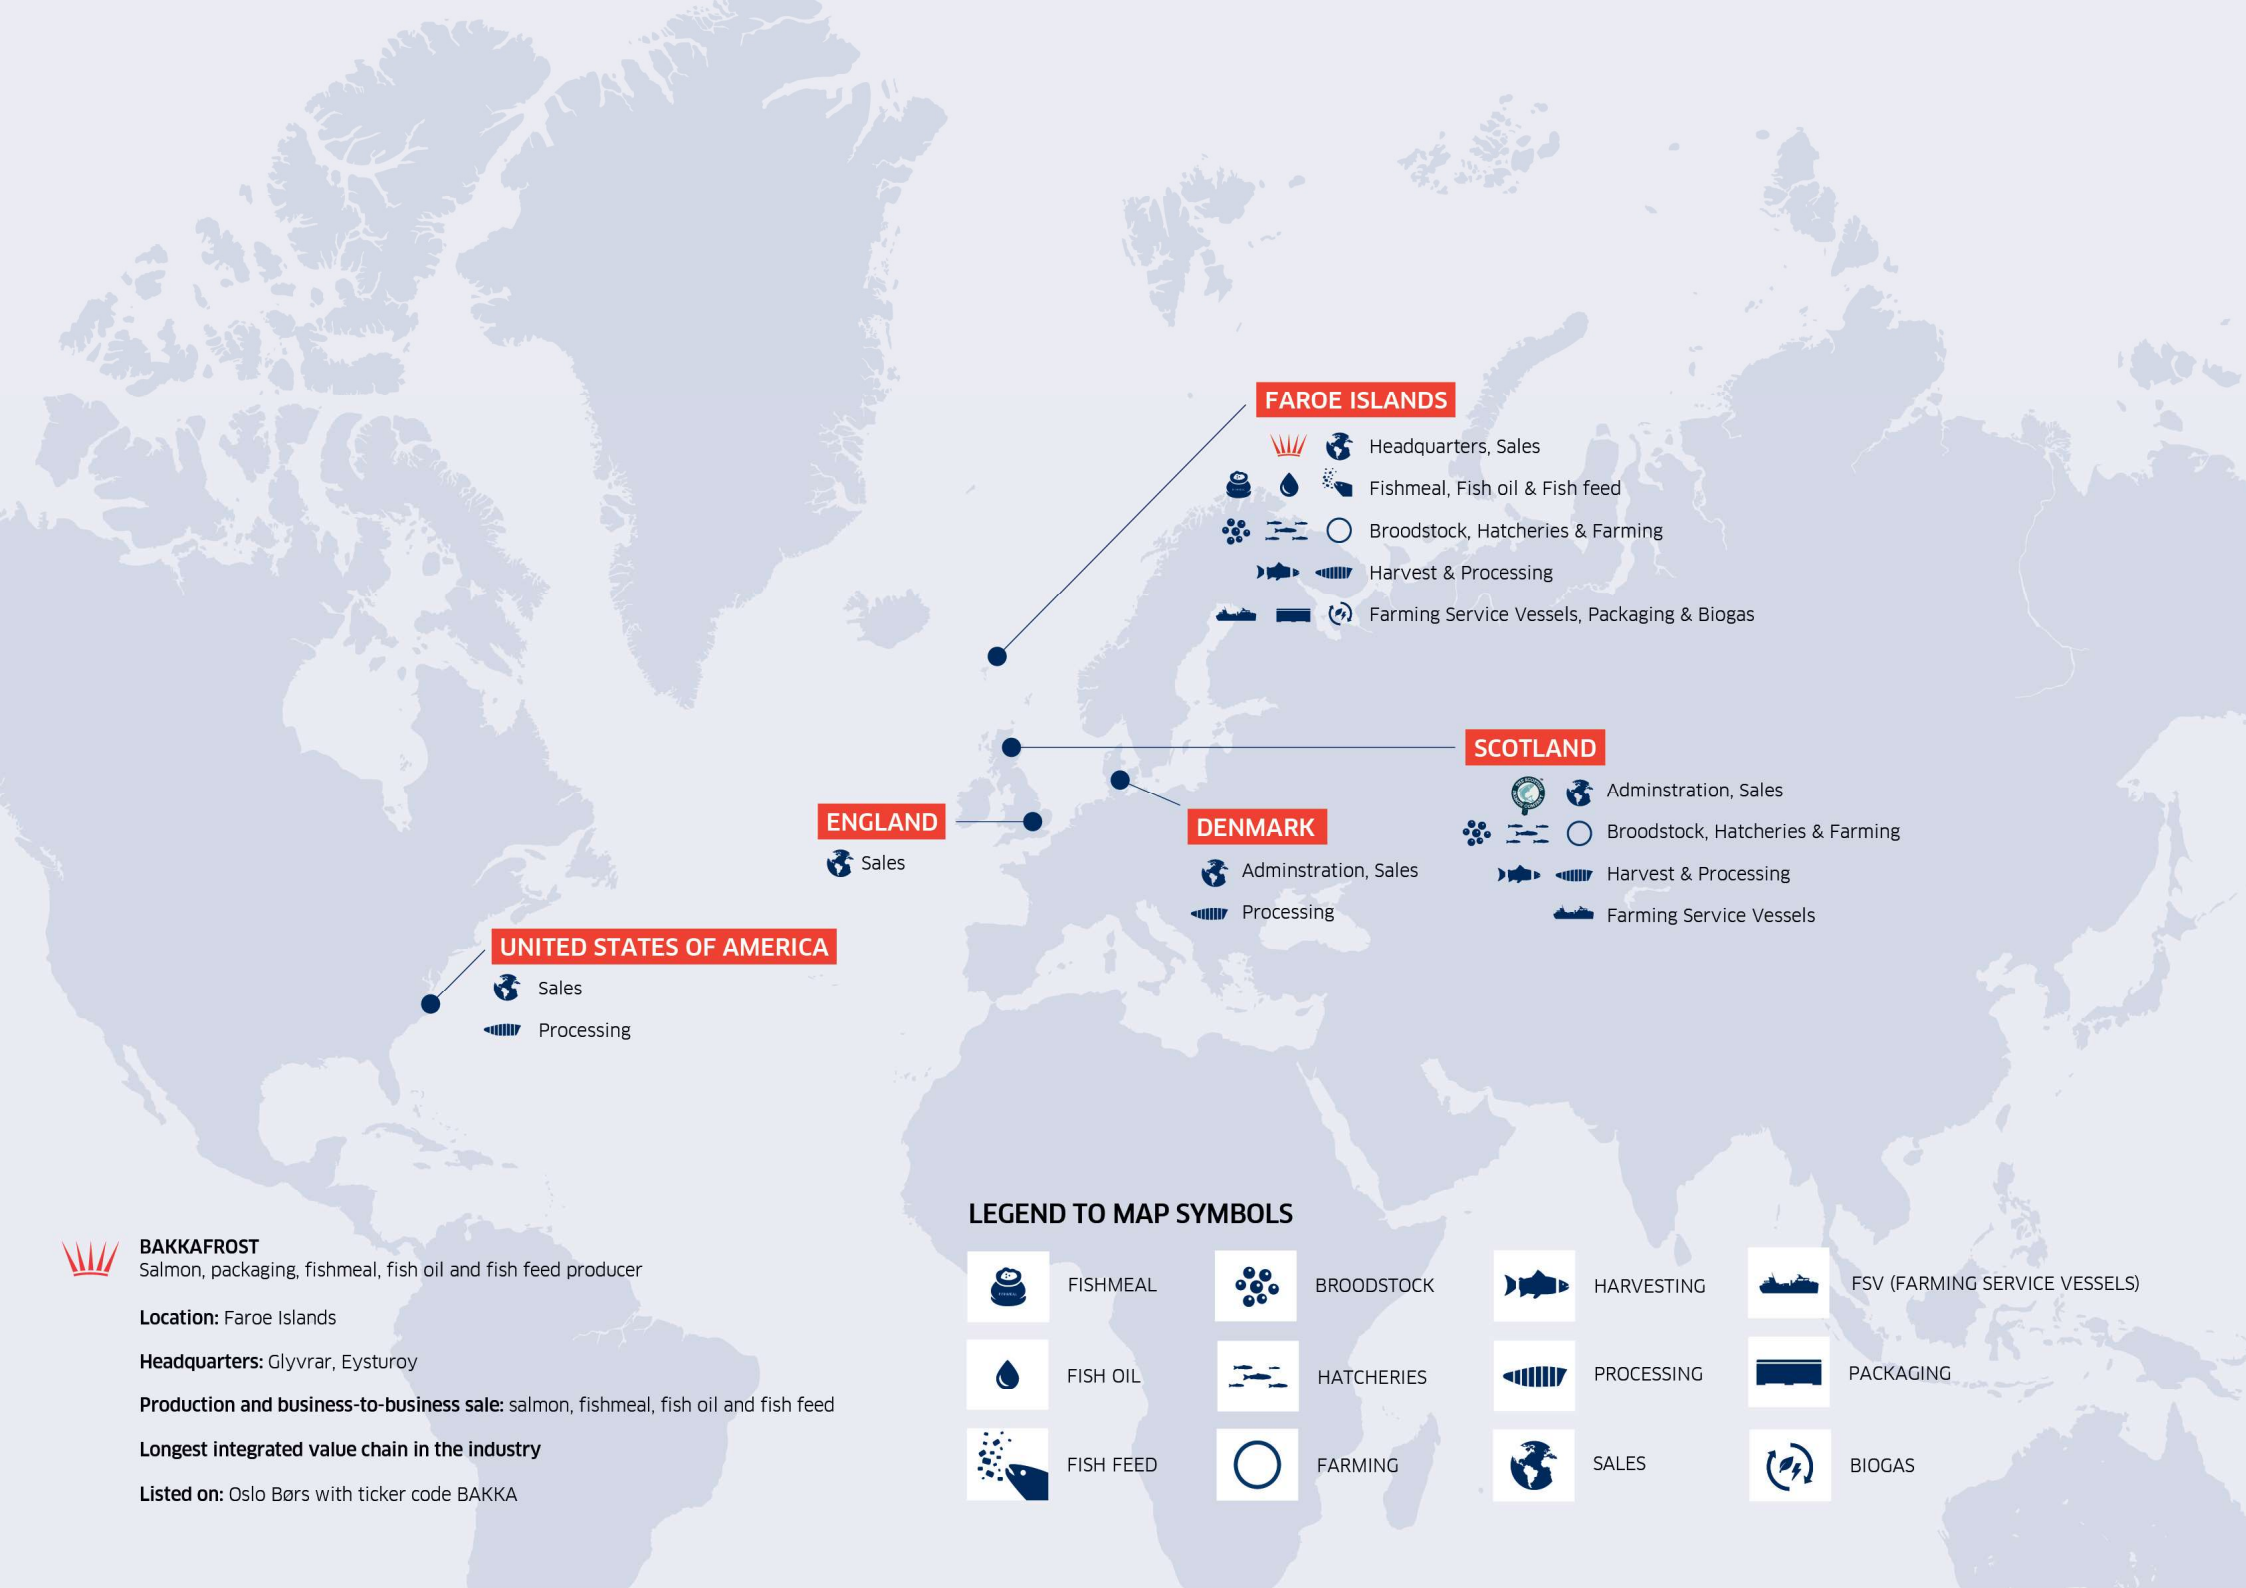 FAROE ISLANDS
Headquarters, Sales
Fishmeal, Fish oil & Fish feed
Broodstock, Hatcheries & Farming
Harvest & Processing
Farming Service Vessels, Packaging & Biogas
SCOTLAND
Adminstration, Sales
Broodstock, Hatcheries & Farming
Harvest & Processing
Farming Service Vessels
ENGLAND
Sales
DENMARK
Adminstration, Sales
Processing
UNITED STATES OF AMERICA
Sales
Processing
BAKKAFROST
Salmon, packaging, fishmeal, fish oil and fish feed producer
Location: Faroe Islands
Headquarters: Glyvrar, Eysturoy
Production and business-to-business sale: salmon, fishmeal, fish oil and fish feed
Longest integrated value chain in the industry
Listed on: Oslo Børs with ticker code BAKKA
LEGEND TO MAP SYMBOLS
FISHMEAL
BROODSTOCK
HARVESTING
FSV (FARMING SERVICE VESSELS)
FISH OIL
HATCHERIES
PROCESSING
PACKAGING
FISH FEED
FARMING
SALES
BIOGAS